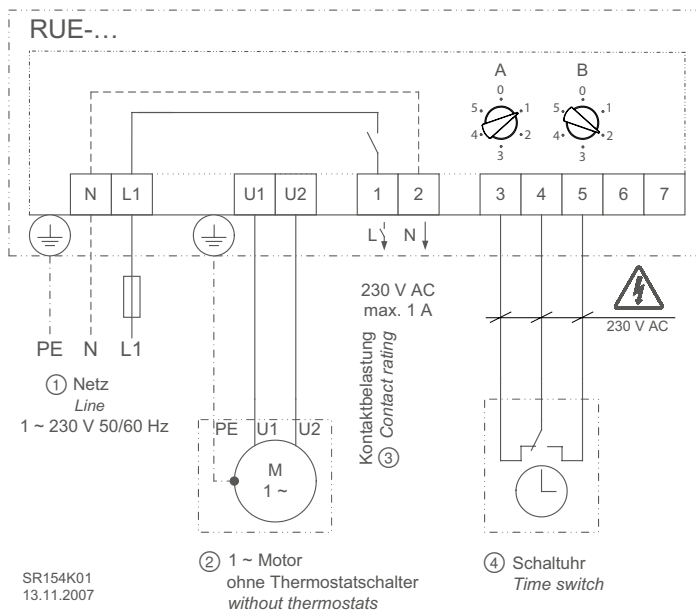 RUE-...
A B
0 0
5 1 5 1
4 2 4 2
3 3
N L1 U1 U2 1 2 3 4 5 6 7
L N
230 V AC
max. 1 A
230 V AC
PE N L1
1 Netz
Line
1 ~ 230 V 50/60 Hz
Kontaktbelastung
Contact rating
3
PE U1 U2
M
1 ~
2 1 ~ Motor
ohne Thermostatschalter
without thermostats
4 Schaltuhr
Time switch
SR154K01
13.11.2007